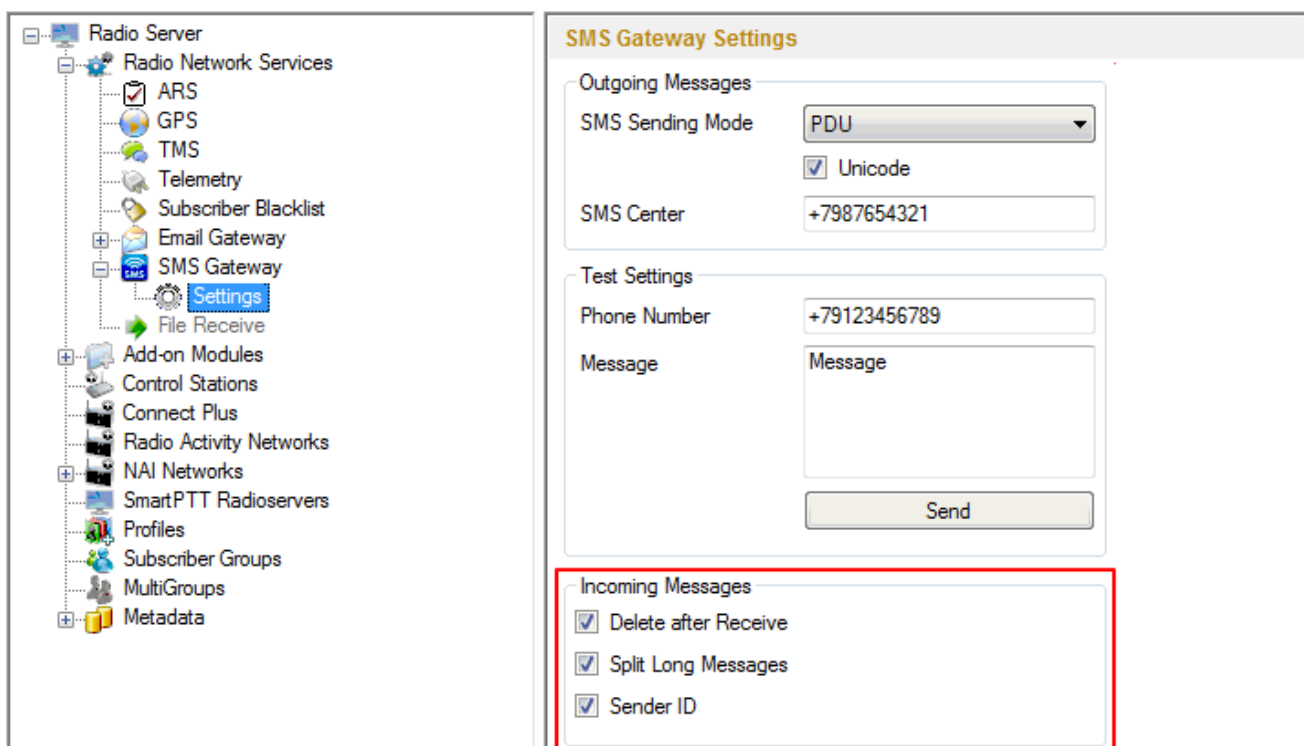 Radio Server
Radio Network Services
ARS
GPS
TMS
Telemetry
Subscriber Blacklist
Email Gateway
SMS Gateway
Settings
File Receive
Add-on Modules
Control Stations
Connect Plus
Radio Activity Networks
NAI Networks
SmartPTT Radioservers
Profiles
Subscriber Groups
MultiGroups
Metadata
SMS Gateway Settings
Outgoing Messages
SMS Sending Mode PDU
Unicode
SMS Center +7987654321
Test Settings
Phone Number +79123456789
Message Message
Send
Incoming Messages
Delete after Receive
Split Long Messages
Sender ID